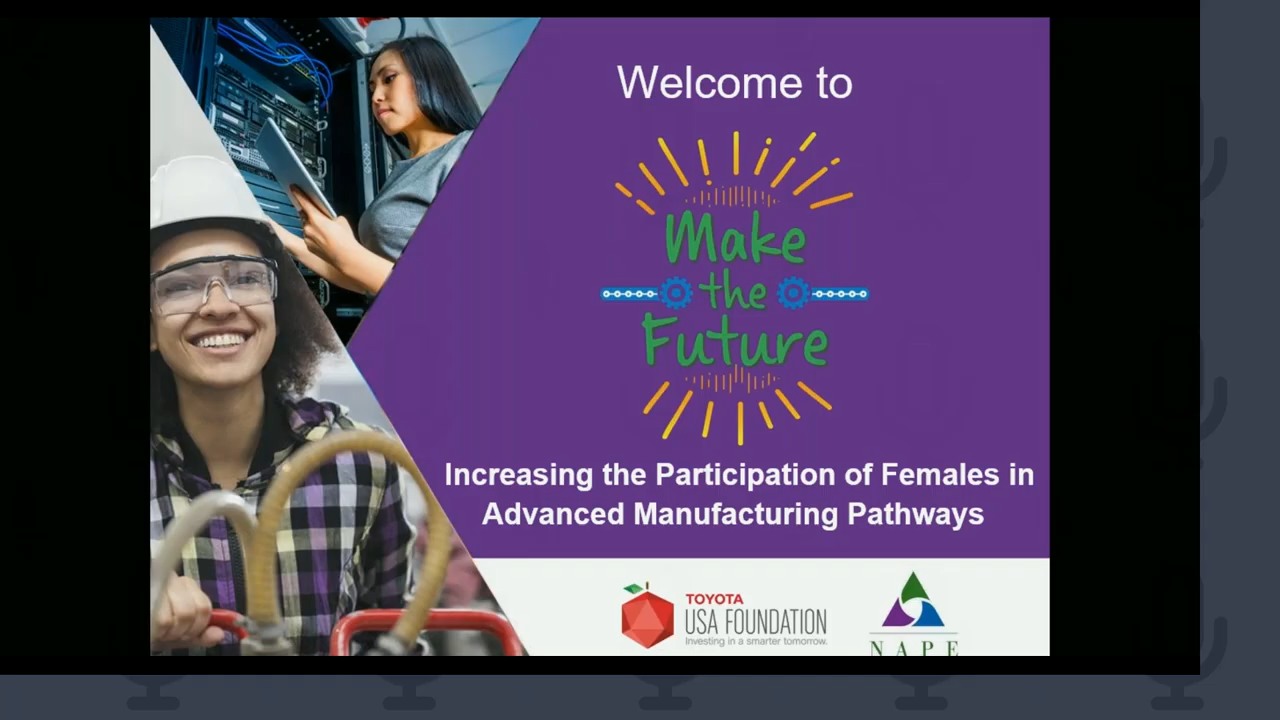 Welcome to
Make
the
Future
Increasing the Participation of Females in
Advanced Manufacturing Pathways
TOYOTA
USA FOUNDATION
Investing in a smarter tomorrow.
NAPE